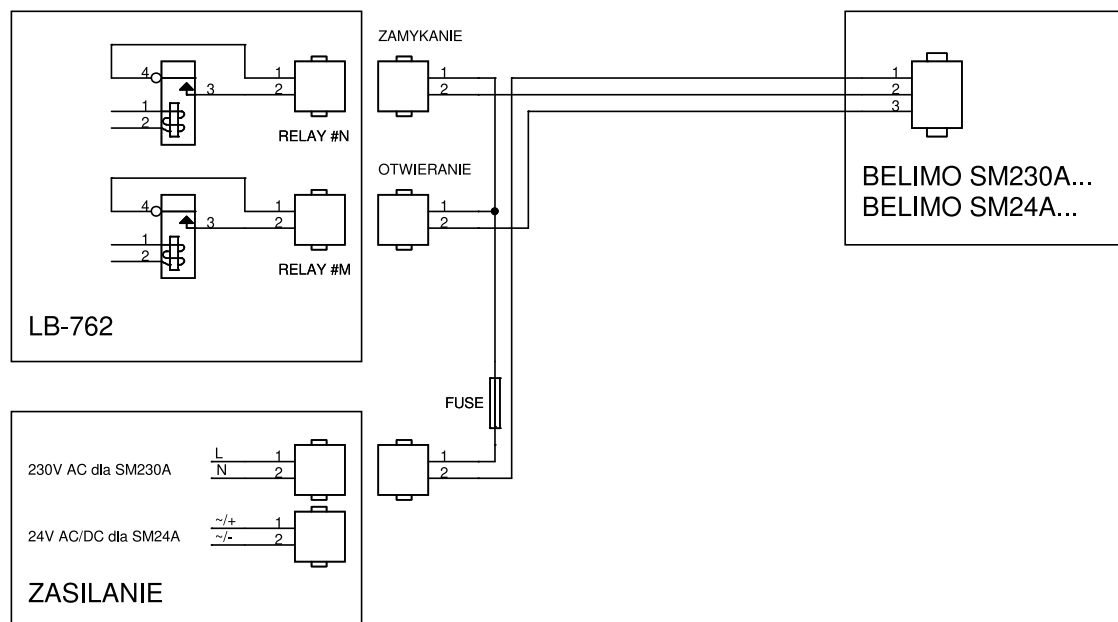 ZAMYKANIE
4
3
1
2
1
2
RELAY #N
1
2
1
2
3
BELIMO SM230A...
BELIMO SM24A...
OTWIERANIE
4
3
1
2
1
2
RELAY #M
1
2
LB-762
FUSE
230V AC dla SM230A
L
N
1
2
1
2
24V AC/DC dla SM24A
~/+
~/-
1
2
ZASILANIE